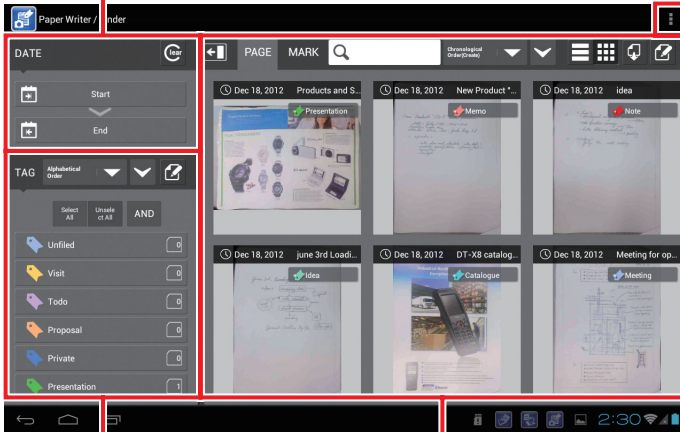 Paper Writer / inder
DATE
Clear
Start
End
TAG
Alphabetical
Order
Select
All
Unsele
ct All
AND
Unfiled 0
Visit 0
Todo 0
Proposal 0
Private 0
Presentation 1
PAGE
MARK
Chronological
Order(Create)
Dec 18, 2012 Products and S...
Presentation
Dec 18, 2012 New Product "...
Memo
Dec 18, 2012 idea
Note
Dec 18, 2012 june 3rd Loadi...
Idea
Dec 18, 2012 DT-X8 catalog...
Catalogue
Dec 18, 2012 Meeting for op...
Meeting
2:30